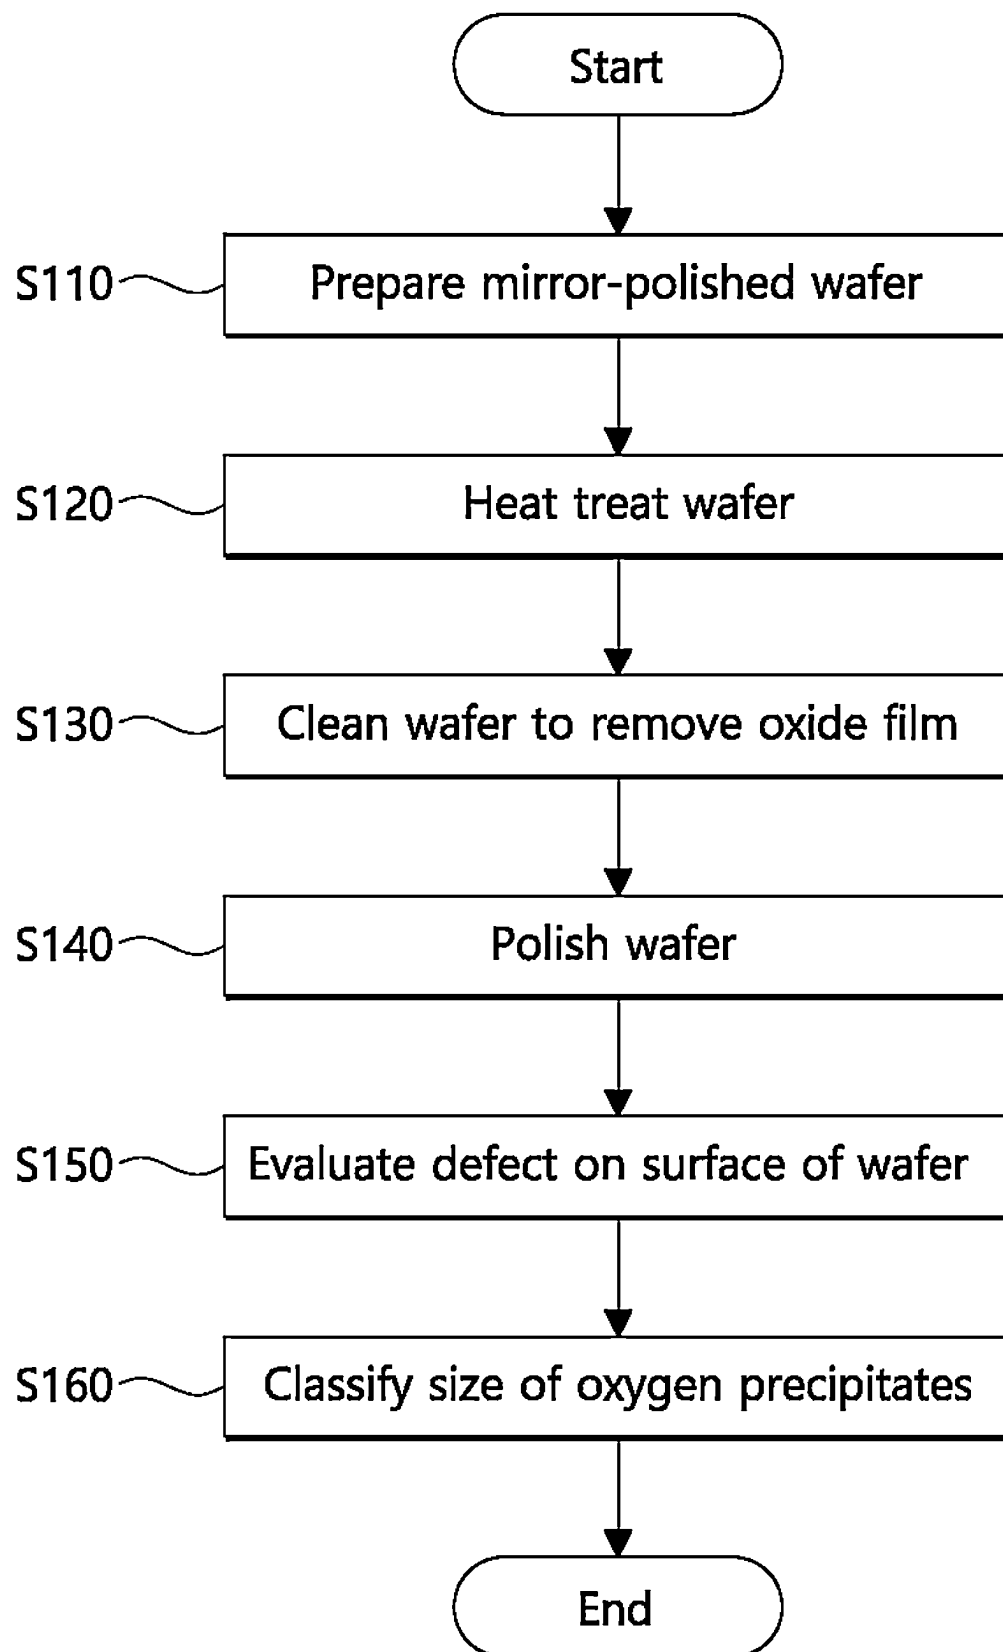 Start
S110 Prepare mirror-polished wafer
S120 Heat treat wafer
S130 Clean wafer to remove oxide film
S140 Polish wafer
S150 Evaluate defect on surface of wafer
S160 Classify size of oxygen precipitates
End